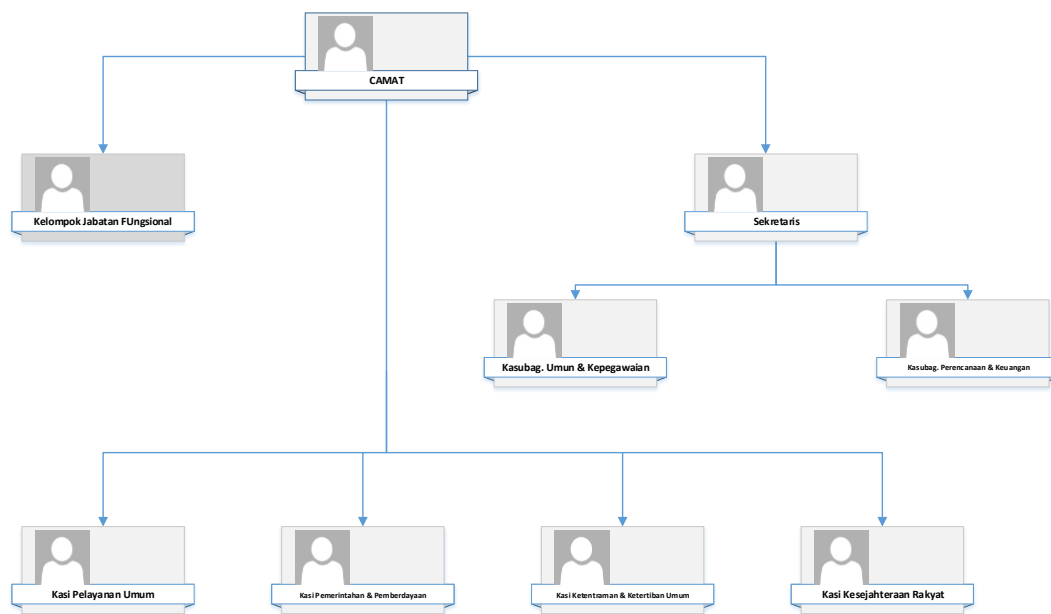 CAMAT
Kelompok Jabatan FUngsional
Sekretaris
Kasubag. Umun & Kepegawaian
Kasubag. Perencanaan & Keuangan
Kasi Pelayanan Umum
Kasi Pemerintahan & Pemberdayaan
Kasi Ketentraman & Ketertiban Umum
Kasi Kesejahteraan Rakyat